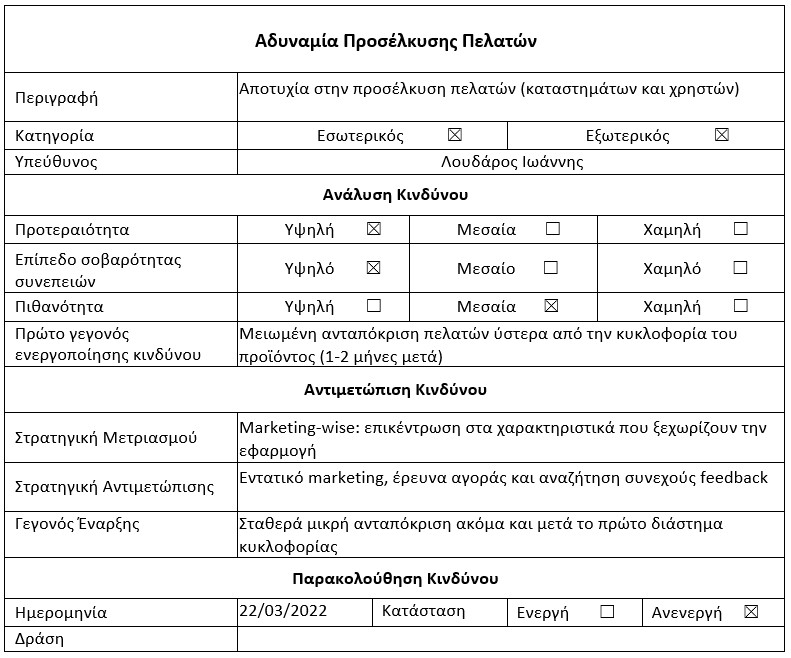 Αδυναμία Προσέλκυσης Πελατών
Περιγραφή
Αποτυχία στην προσέλκυση πελατών (καταστημάτων και χρηστών)
Κατηγορία Εσωτερικός ☒ Εξωτερικός ☒
Υπεύθυνος Λουδάρος Ιωάννης
Ανάλυση Κινδύνου
Προτεραιότητα Υψηλή ☒ Μεσαία ☐ Χαμηλή ☐
Επίπεδο σοβαρότητας
συνεπειών
Υψηλό ☒ Μεσαίο ☐ Χαμηλό ☐
Πιθανότητα Υψηλή ☐ Μεσαία ☒ Χαμηλή ☐
Πρώτο γεγονός
ενεργοποίησης κινδύνου
Μειωμένη ανταπόκριση πελατών ύστερα από την κυκλοφορία του
προϊόντος (1-2 μήνες μετά)
Αντιμετώπιση Κινδύνου
Στρατηγική Μετριασμού
Marketing-wise: επικέντρωση στα χαρακτηριστικά που ξεχωρίζουν την
εφαρμογή
Στρατηγική Αντιμετώπισης
Εντατικό marketing, έρευνα αγοράς και αναζήτηση συνεχούς feedback
Γεγονός Έναρξης
Σταθερά μικρή ανταπόκριση ακόμα και μετά το πρώτο διάστημα
κυκλοφορίας
Παρακολούθηση Κινδύνου
Ημερομηνία 22/03/2022 Κατάσταση Ενεργή ☐ Ανενεργή ☒
Δράση